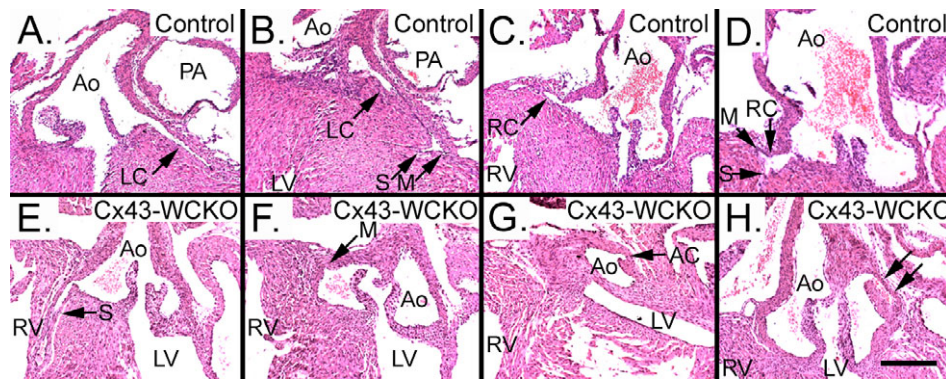 A. Control
Ao PA
LC
B. Control
Ao
PA
LC
S M
LV
C. Control
Ao
RC
RV
D. Control
Ao
RC
M
S
E. Cx43-WCKO
Ao
S
RV
LV
F. Cx43-WCKO
M
Ao
RV
LV
G. Cx43-WCKO
AC
Ao
LV
RV
H. Cx43-WCKO
Ao
RV LV